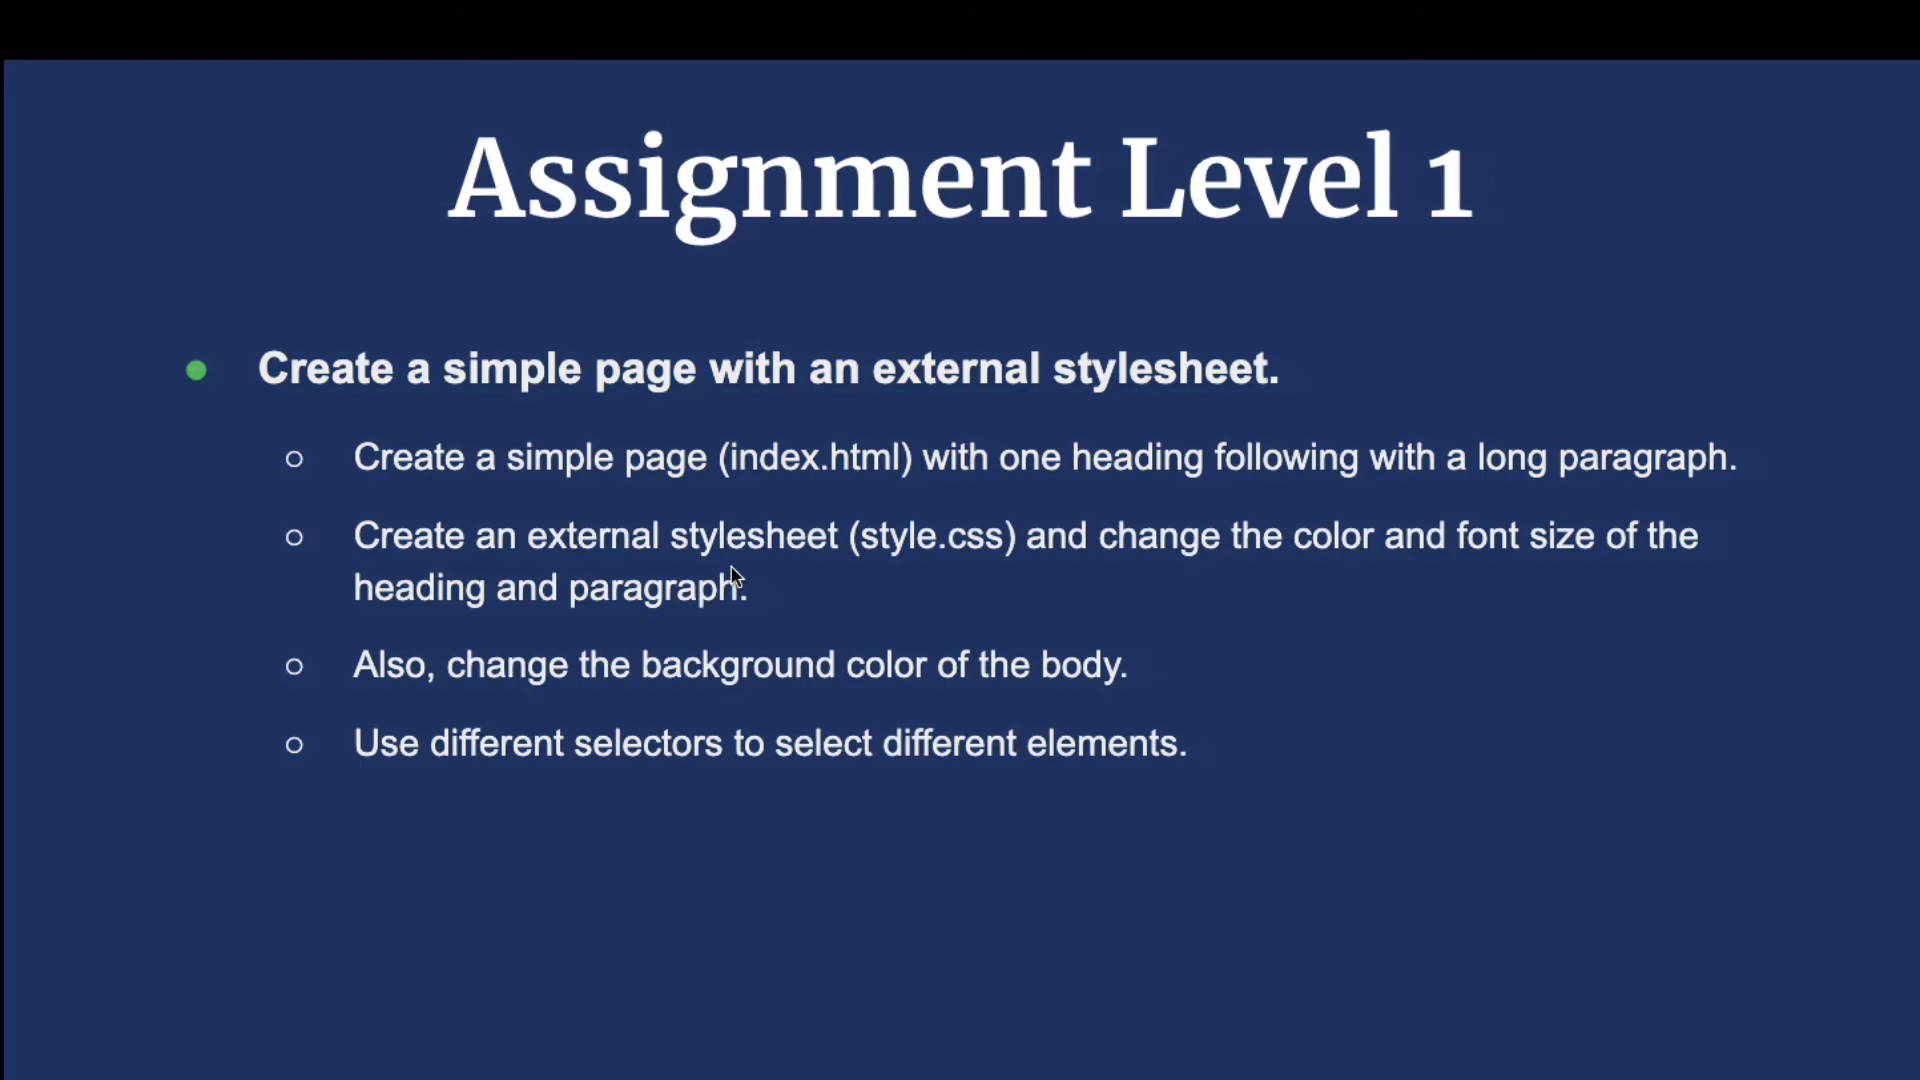 Assignment Level 1
Create a simple page with an external stylesheet.
Create a simple page (index.html) with one heading following with a long paragraph.
Create an external stylesheet (style.css) and change the color and font size of the
heading and paragraph.
Also, change the background color of the body.
Use different selectors to select different elements.